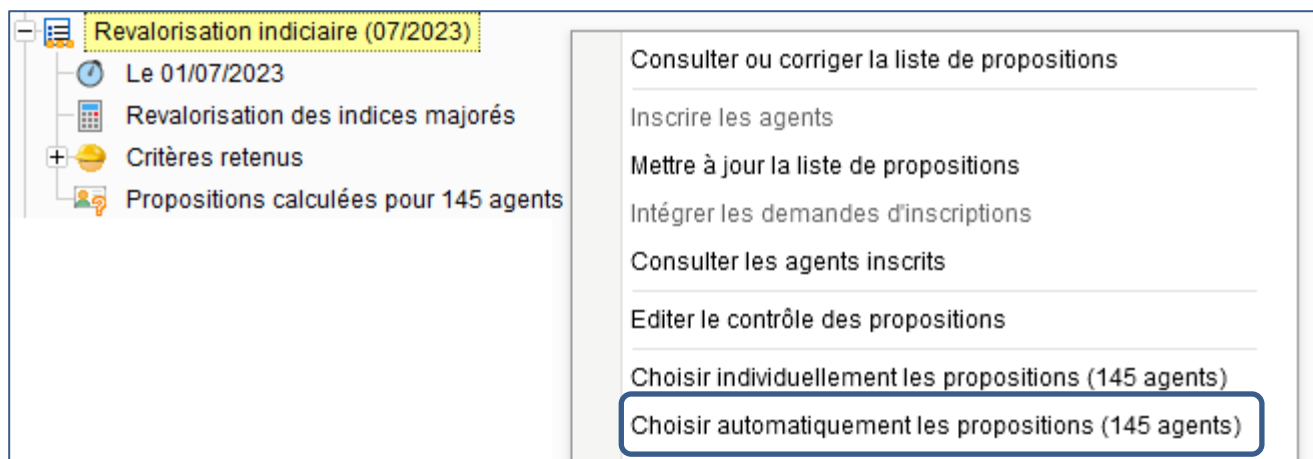 Revalorisation indiciaire (07/2023)
Le 01/07/2023
Revalorisation des indices majorés
Critères retenus
Propositions calculées pour 145 agents
Consulter ou corriger la liste de propositions
Inscrire les agents
Mettre à jour la liste de propositions
Intégrer les demandes d'inscriptions
Consulter les agents inscrits
Editer le contrôle des propositions
Choisir individuellement les propositions (145 agents)
Choisir automatiquement les propositions (145 agents)